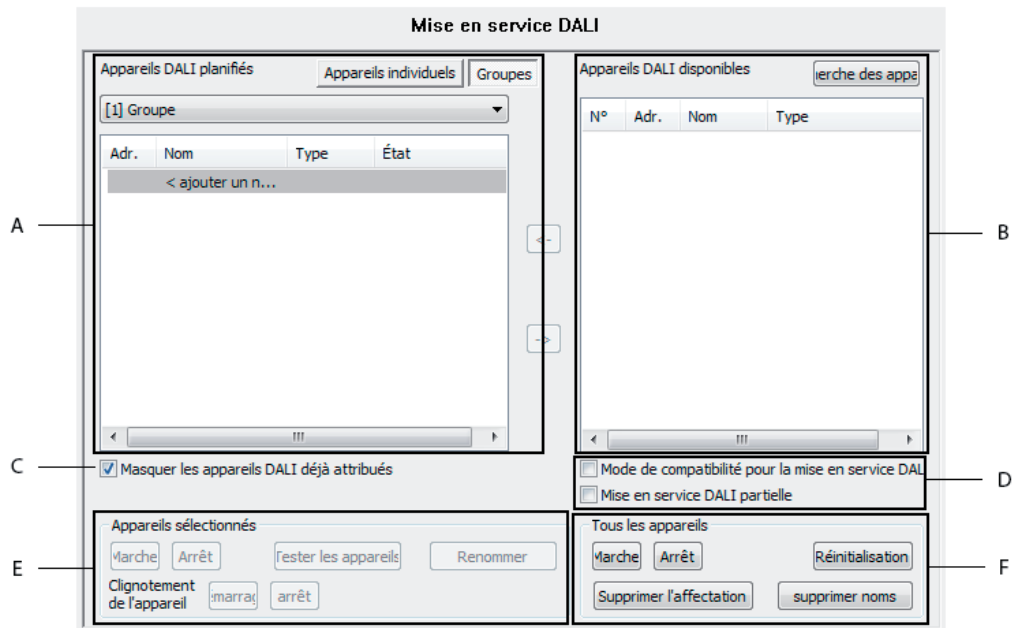 Mise en service DALI
Appareils DALI planifiés
Appareils individuels
Groupes
[1] Groupe
Adr. Nom Type État
< ajouter un n...
A
<-
->
Appareils DALI disponibles
erche des appa
N° Adr. Nom Type
B
C
Masquer les appareils DALI déjà attribués
Mode de compatibilité pour la mise en service DAL
Mise en service DALI partielle
D
E
Appareils sélectionnés
Marche
Arrêt
Tester les appareils
Renommer
Clignotement
de l'appareil
marrag
arrêt
Tous les appareils
Marche
Arrêt
Réinitialisation
Supprimer l'affectation
supprimer noms
F